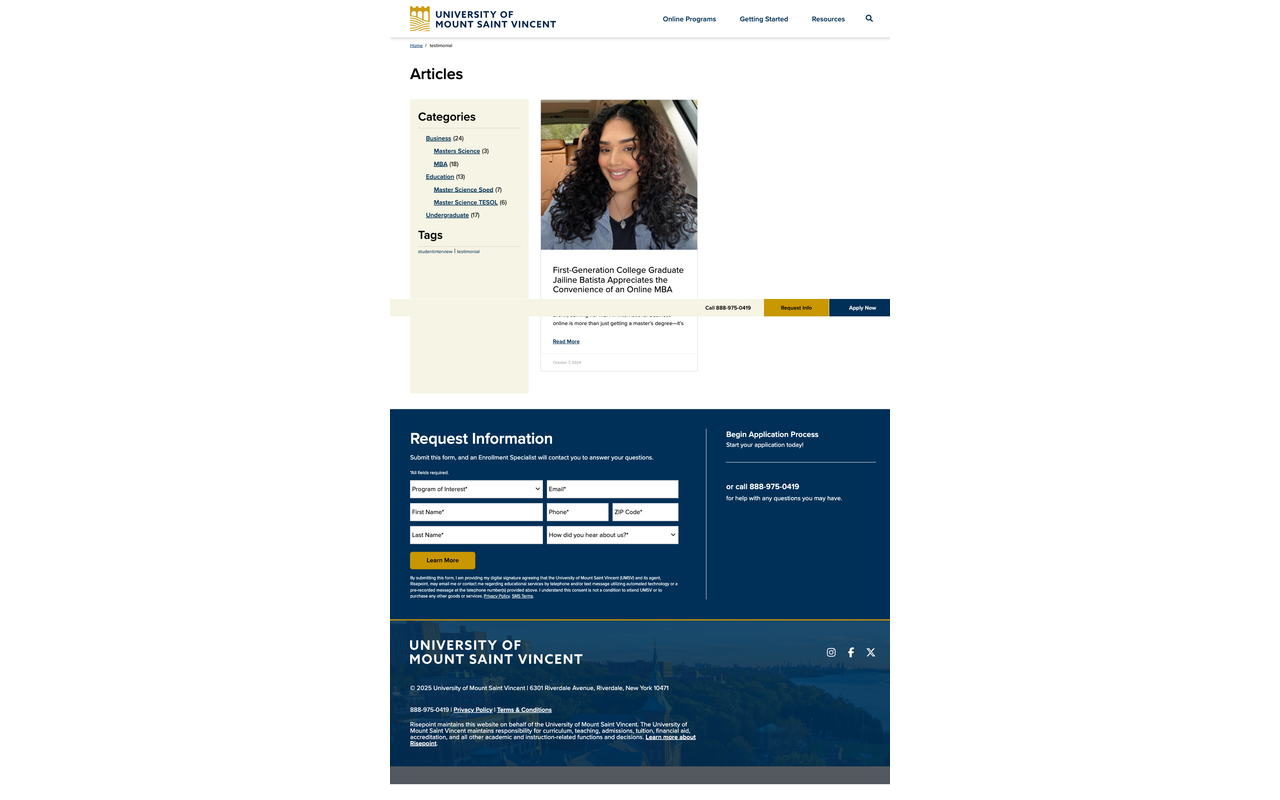 UNIVERSITY OF
MOUNT SAINT VINCENT
Online Programs
Getting Started
Resources
Home / testimonial
Articles
Categories
Business (24)
Masters Science (3)
MBA (18)
Education (13)
Master Science Sped (7)
Master Science TESOL (6)
Undergraduate (17)
Tags
studentinterview | testimonial
First-Generation College Graduate
Jailine Batista Appreciates the
Convenience of an Online MBA
Call 888-975-0419
Request Info
Apply Now
online is more than just getting a master's degree—it's
Read More
Request Information
Submit this form, and an Enrollment Specialist will contact you to answer your questions.
*All fields required.
Program of Interest*
Email*
First Name*
Phone*
ZIP Code*
Last Name*
How did you hear about us?*
Learn More
By submitting this form, I am providing my digital signature agreeing that the University of Mount Saint Vincent (UMSV) and its agent,
Risepoint, may email me or contact me regarding educational services by telephone and/or text message utilizing automated technology or a
pre-recorded message at the telephone number(s) provided above. I understand this consent is not a condition to attend UMSV or to
purchase any other goods or services. Privacy Policy. SMS Terms.
Begin Application Process
Start your application today!
or call 888-975-0419
for help with any questions you may have.
UNIVERSITY OF
MOUNT SAINT VINCENT
© 2025 University of Mount Saint Vincent | 6301 Riverdale Avenue, Riverdale, New York 10471
888-975-0419 | Privacy Policy | Terms & Conditions
Risepoint maintains this website on behalf of the University of Mount Saint Vincent. The University of
Mount Saint Vincent maintains responsibility for curriculum, teaching, admissions, tuition, financial aid,
accreditation, and all other academic and instruction-related functions and decisions. Learn more about
Risepoint.